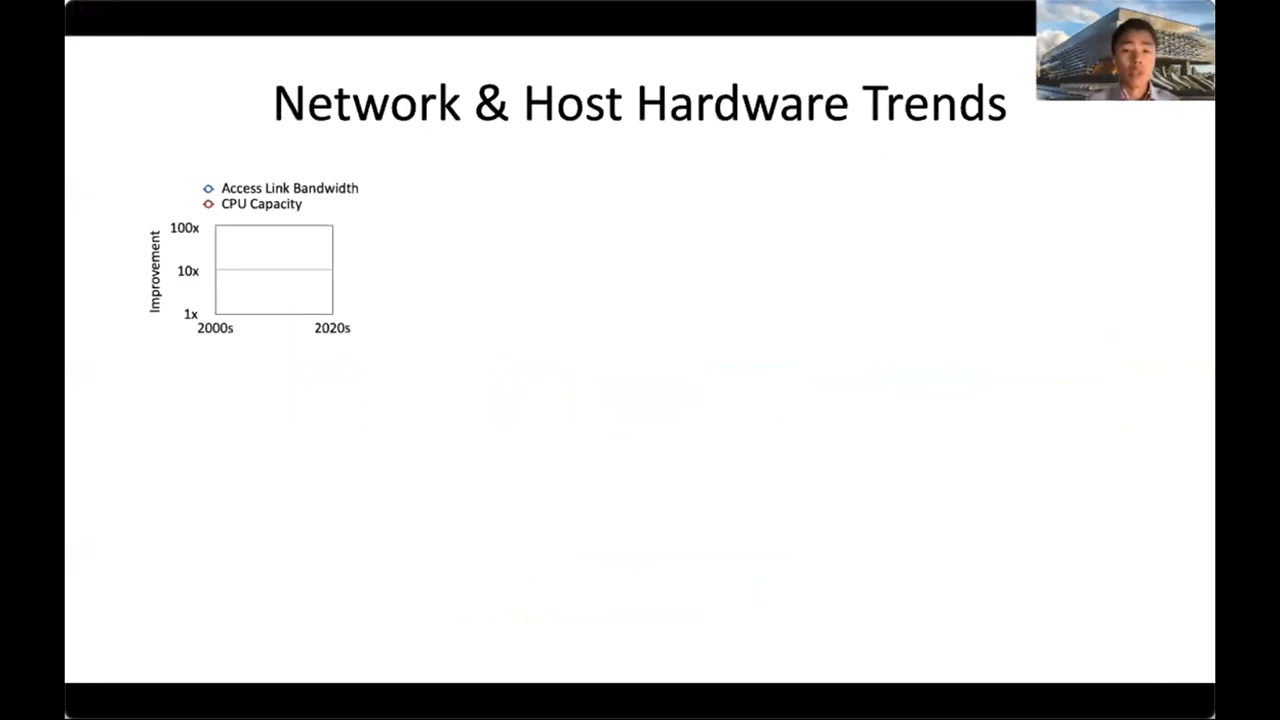 Network & Host Hardware Trends
Access Link Bandwidth
CPU Capacity
Improvement
100x
10x
1x
2000s
2020s